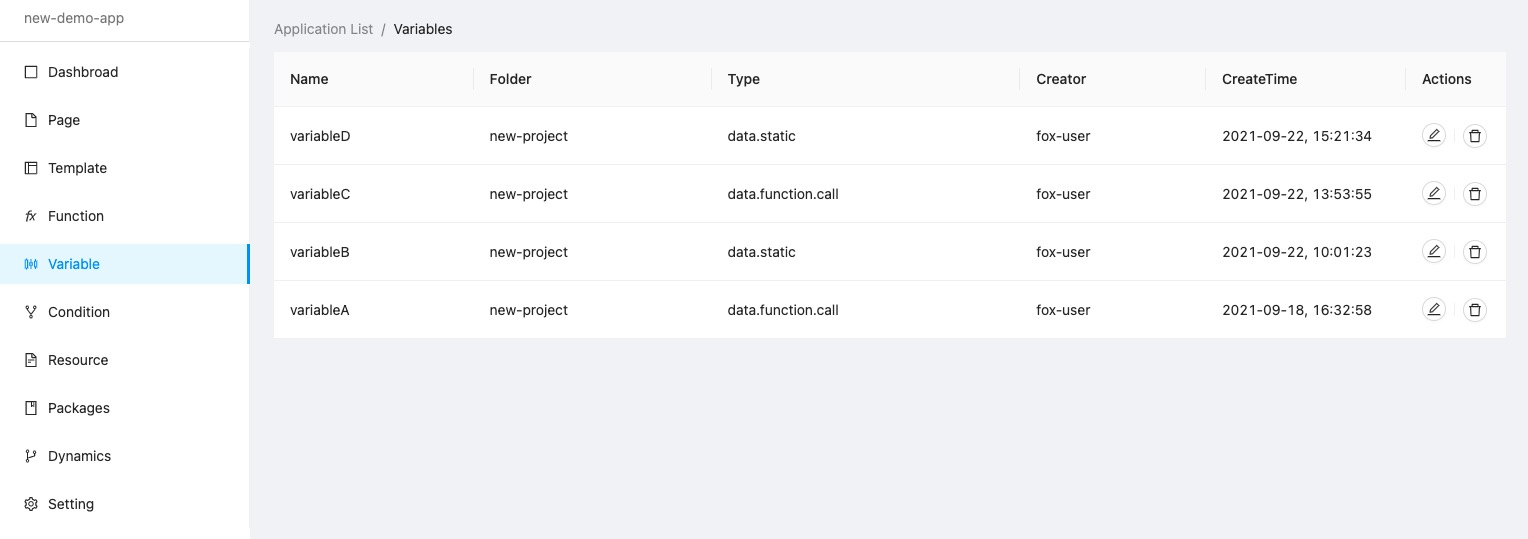 new-demo-app
Dashbroad
Page
Template
Function
Variable
Condition
Resource
Packages
Dynamics
Setting
Application List / Variables
Name Folder Type Creator CreateTime Actions
variableD new-project data.static fox-user 2021-09-22, 15:21:34
variableC new-project data.function.call fox-user 2021-09-22, 13:53:55
variableB new-project data.static fox-user 2021-09-22, 10:01:23
variableA new-project data.function.call fox-user 2021-09-18, 16:32:58